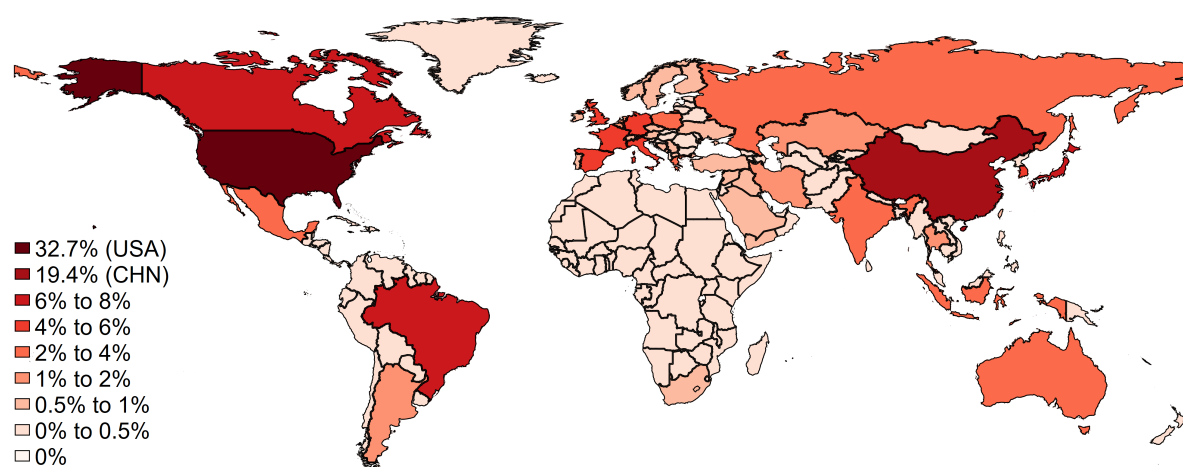 32.7% (USA)
19.4% (CHN)
6% to 8%
4% to 6%
2% to 4%
1% to 2%
0.5% to 1%
0% to 0.5%
0%